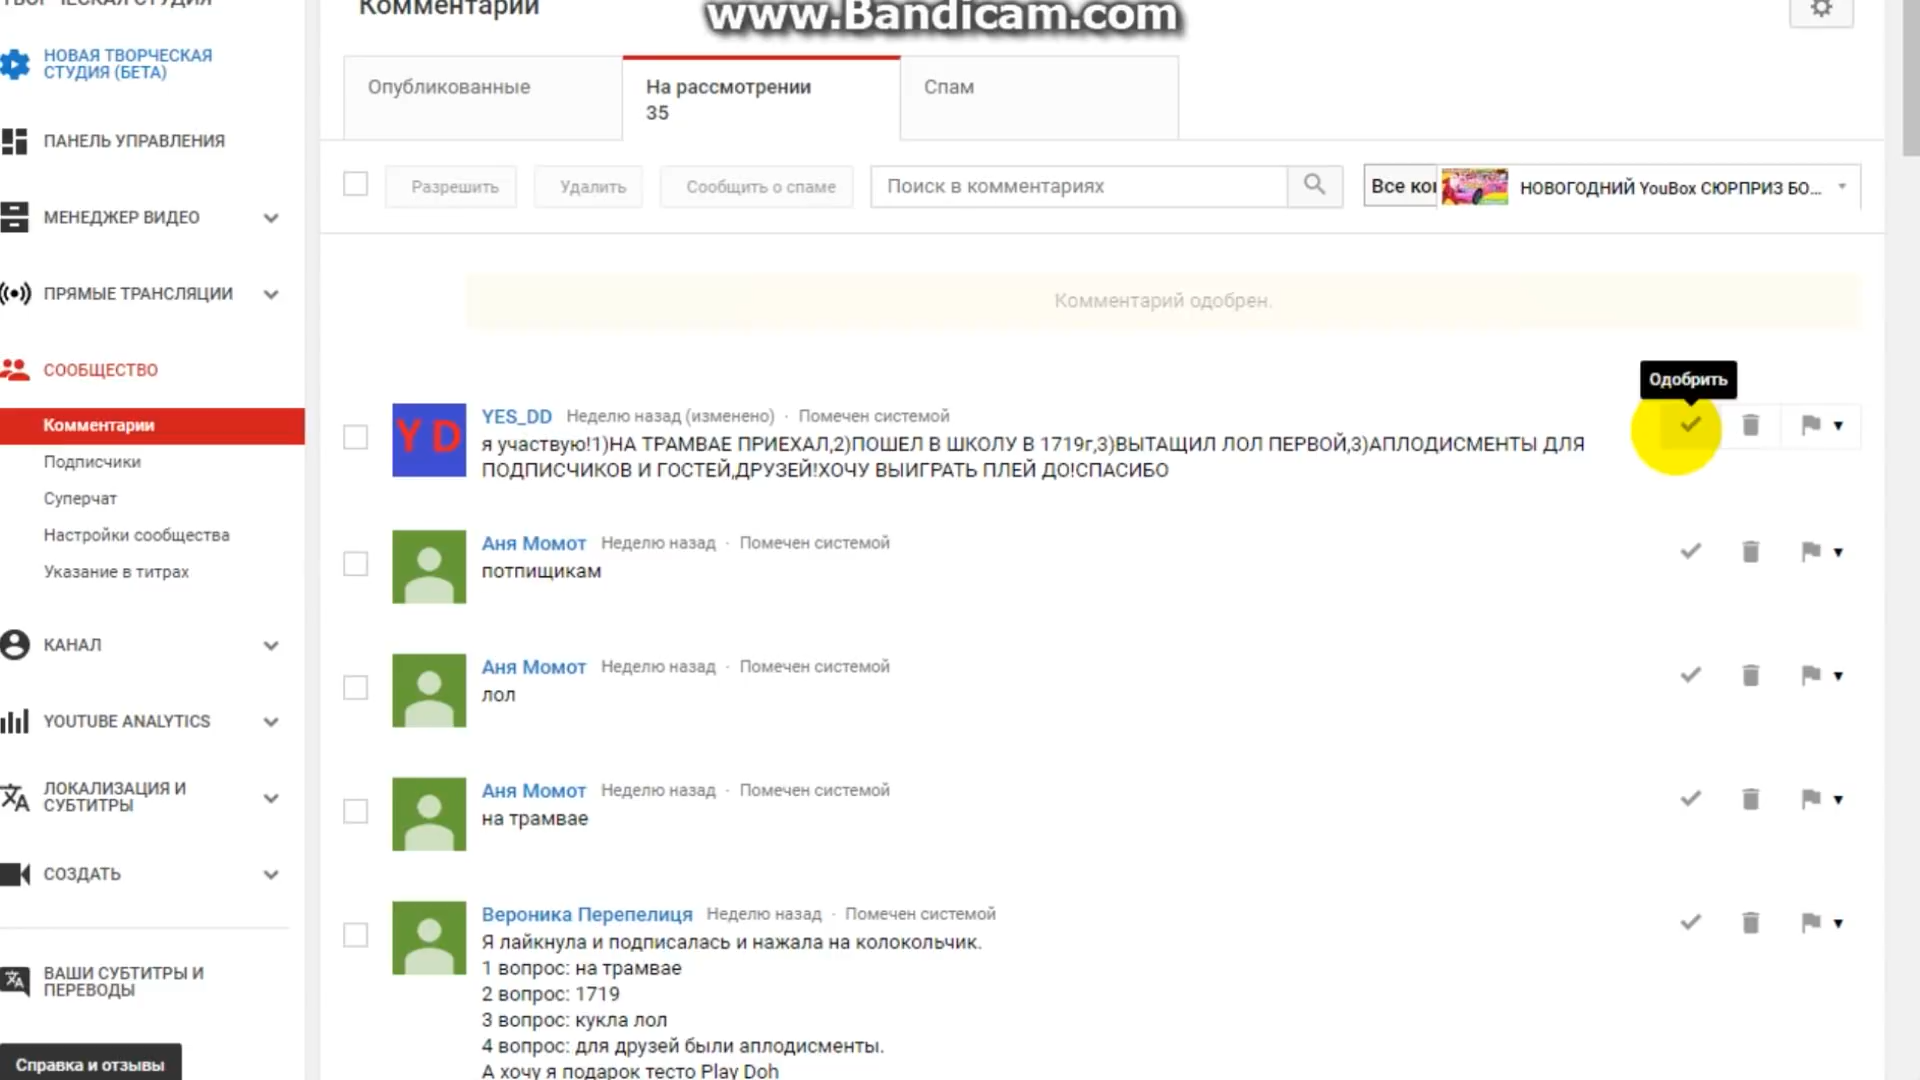 ТВОРЧЕСКАЯ СТУДИЯ
Комментарии
www.Bandicam.com
НОВАЯ ТВОРЧЕСКАЯ
СТУДИЯ (БЕТА)
ПАНЕЛЬ УПРАВЛЕНИЯ
МЕНЕДЖЕР ВИДЕО
ПРЯМЫЕ ТРАНСЛЯЦИИ
СООБЩЕСТВО
Комментарии
Подписчики
Суперчат
Настройки сообщества
Указание в титрах
КАНАЛ
YOUTUBE ANALYTICS
ЛОКАЛИЗАЦИЯ И
СУБТИТРЫ
СОЗДАТЬ
ВАШИ СУБТИТРЫ И
ПЕРЕВОДЫ
Справка и отзывы
Опубликованные
На рассмотрении
35
Спам
Разрешить
Удалить
Сообщить о спаме
Поиск в комментариях
Все ко
НОВОГОДНИЙ YouBox СЮРПРИЗ БО...
Комментарий одобрен.
Одобрить
YES_DD Неделю назад (изменено) · Помечен системой
я участвую!1)НА ТРАМВАЕ ПРИЕХАЛ,2)ПОШЕЛ В ШКОЛУ В 1719г,3)ВЫТАЩИЛ ЛОЛ ПЕРВОЙ,3)АПЛОДИСМЕНТЫ ДЛЯ
ПОДПИСЧИКОВ И ГОСТЕЙ,ДРУЗЕЙ!ХОЧУ ВЫИГРАТЬ ПЛЕЙ ДО!СПАСИБО
YD
Аня Момот Неделю назад · Помечен системой
потпищикам
Аня Момот Неделю назад · Помечен системой
лол
Аня Момот Неделю назад · Помечен системой
на трамвае
Вероника Перепелиця Неделю назад · Помечен системой
Я лайкнула и подписалась и нажала на колокольчик.
1 вопрос: на трамвае
2 вопрос: 1719
3 вопрос: кукла лол
4 вопрос: для друзей были аплодисменты.
А хочу я подарок тесто Play Doh